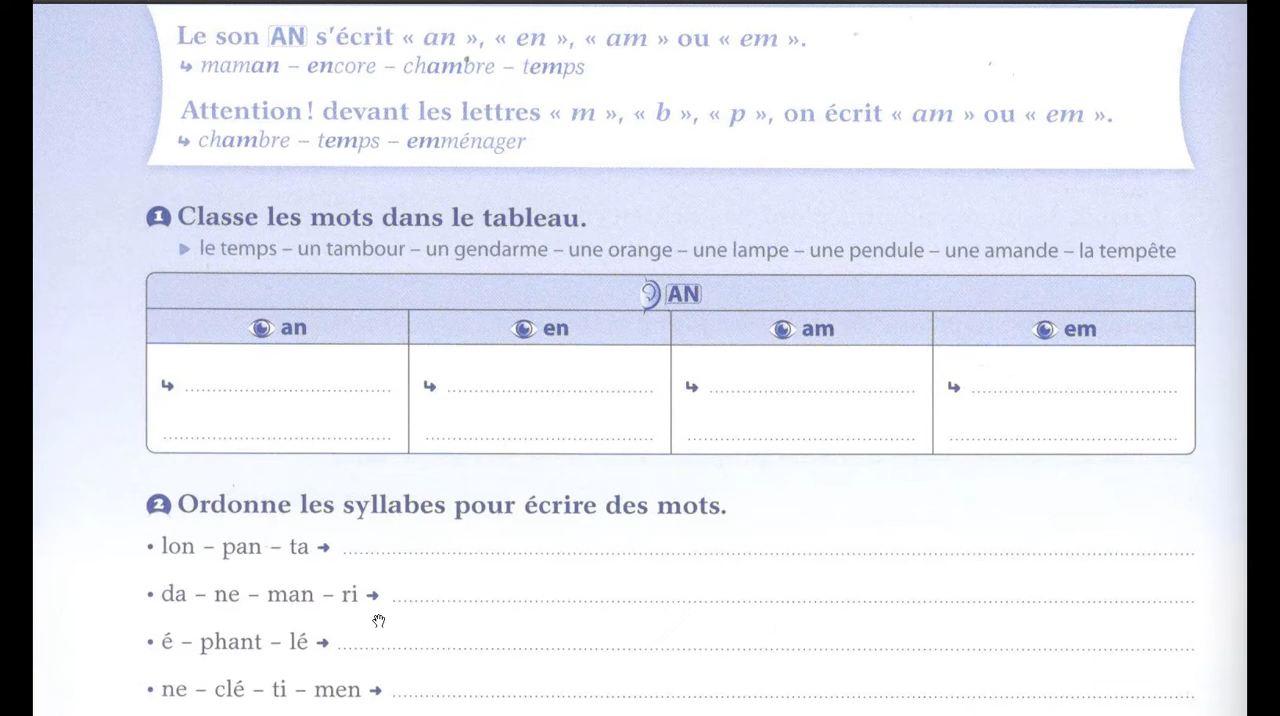 Le son AN s'écrit « an », « en », « am » ou « em ».
↳ maman – encore – chambre – temps
Attention ! devant les lettres « m », « b », « p », on écrit « am » ou « em ».
↳ chambre – temps – emménager
1 Classe les mots dans le tableau.
▶ le temps – un tambour – un gendarme – une orange – une lampe – une pendule – une amande – la tempête
AN
an en am em
↳ ↳ ↳ ↳
2 Ordonne les syllabes pour écrire des mots.
• lon – pan – ta ➜
• da – ne – man – ri ➜
• é – phant – lé ➜
• ne – clé – ti – men ➜